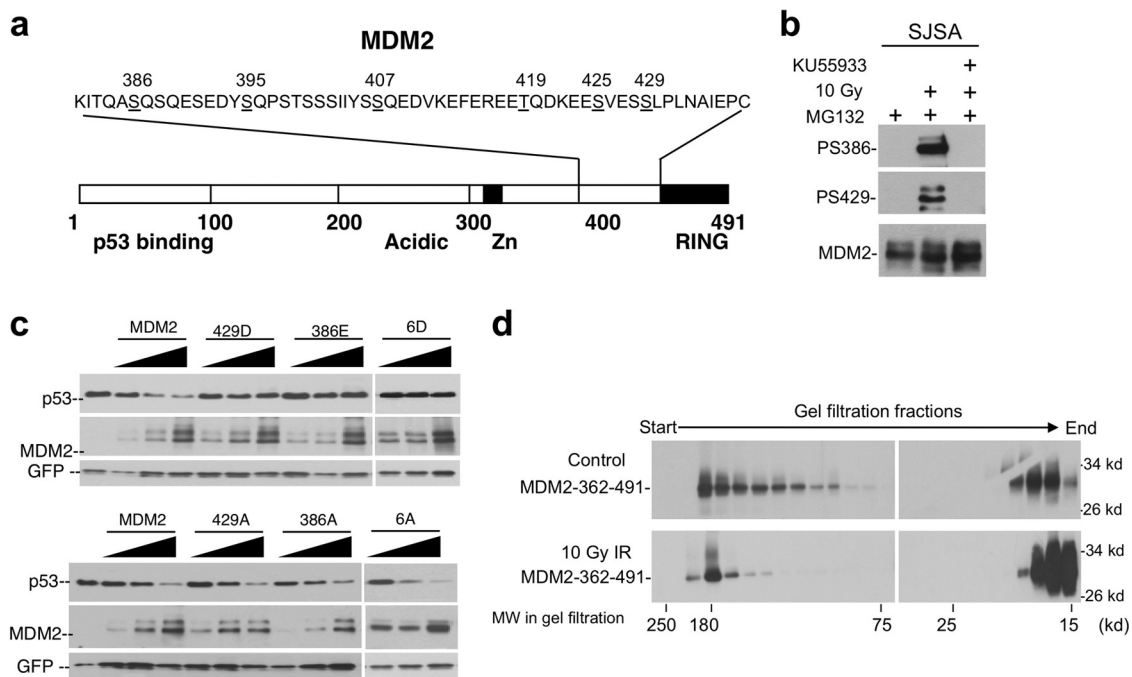 a
MDM2
386 395 407 419 425 429
KITQASQSQESEDYSQPSTSSSIIYSSQEDVKEFEREETQDKEESVESSLPLNAIEPC
1 100 200 300 400 491
p53 binding Acidic Zn RING
b
SJSA
KU55933 +
10 Gy + +
MG132 + + +
PS386-
PS429-
MDM2-
c
MDM2 429D 386E 6D
p53--
MDM2--
GFP --
MDM2 429A 386A 6A
p53--
MDM2--
GFP --
d
Gel filtration fractions
Start End
Control
MDM2-362-491-
-34 kd
-26 kd
10 Gy IR
MDM2-362-491-
-34 kd
-26 kd
MW in gel filtration
250 180 75 25 15 (kd)